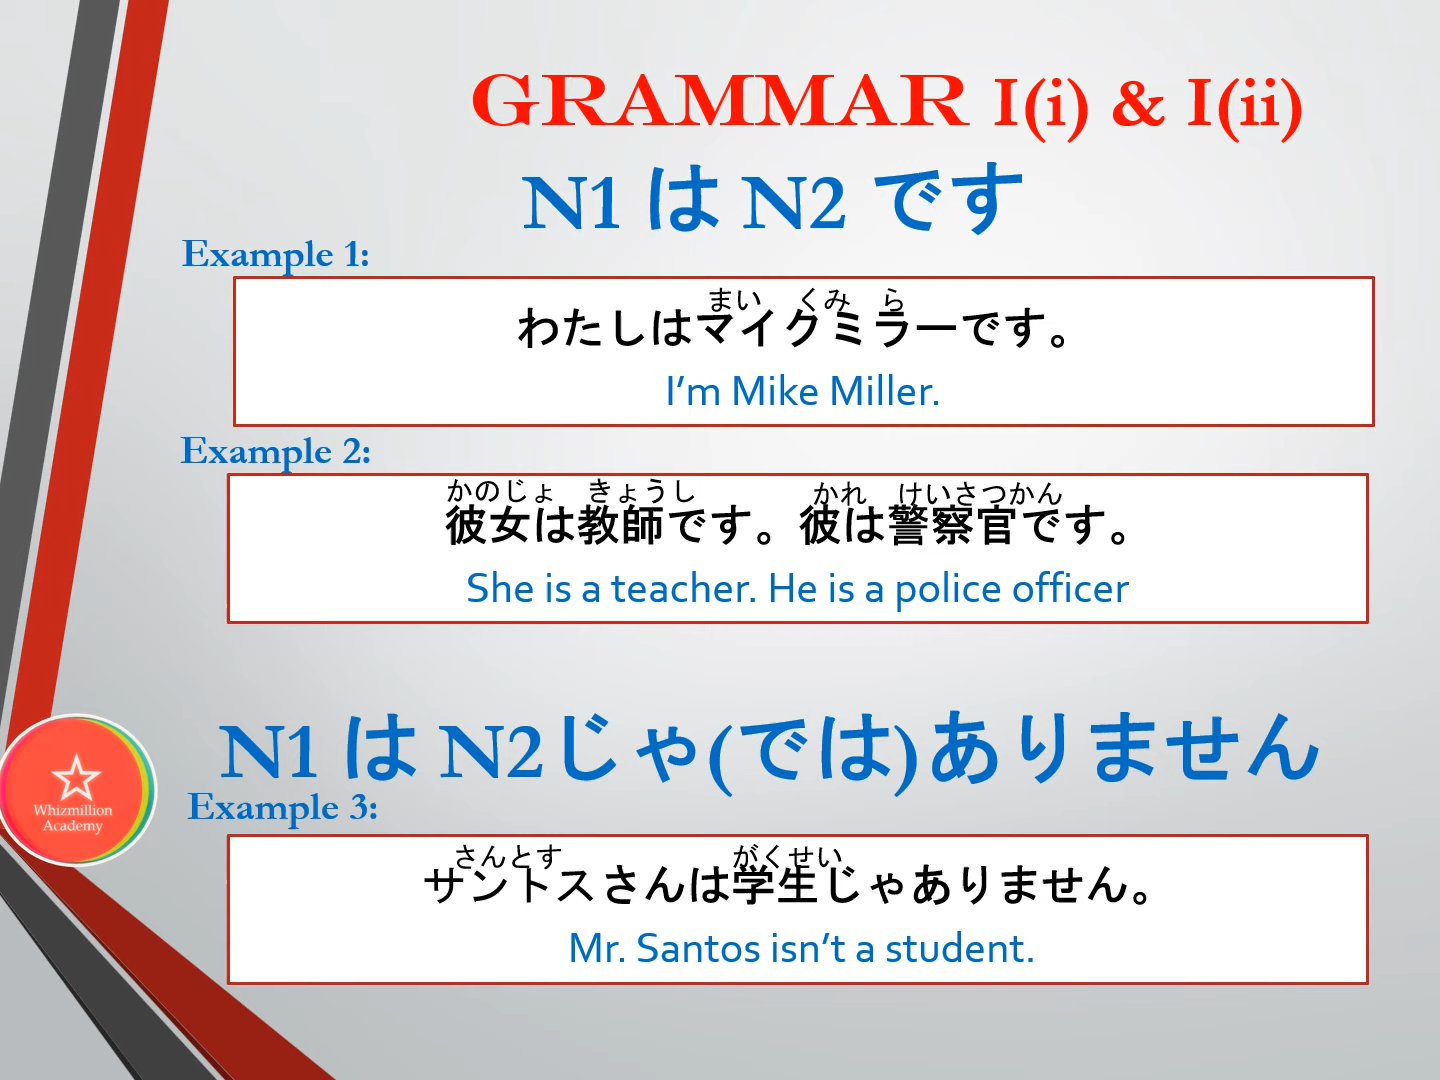 GRAMMAR I(i) & I(ii)
N1 は N2 です
Example 1:
まい くみ ら
わたしはマイクミラーです。
I'm Mike Miller.
Example 2:
かのじょ きょうし かれ けいさつかん
彼女は教師です。彼は警察官です。
She is a teacher. He is a police officer
N1 は N2じゃ(では)ありません
Example 3:
さんとす がくせい
サントスさんは学生じゃありません。
Mr. Santos isn't a student.
Whizmillion
Academy